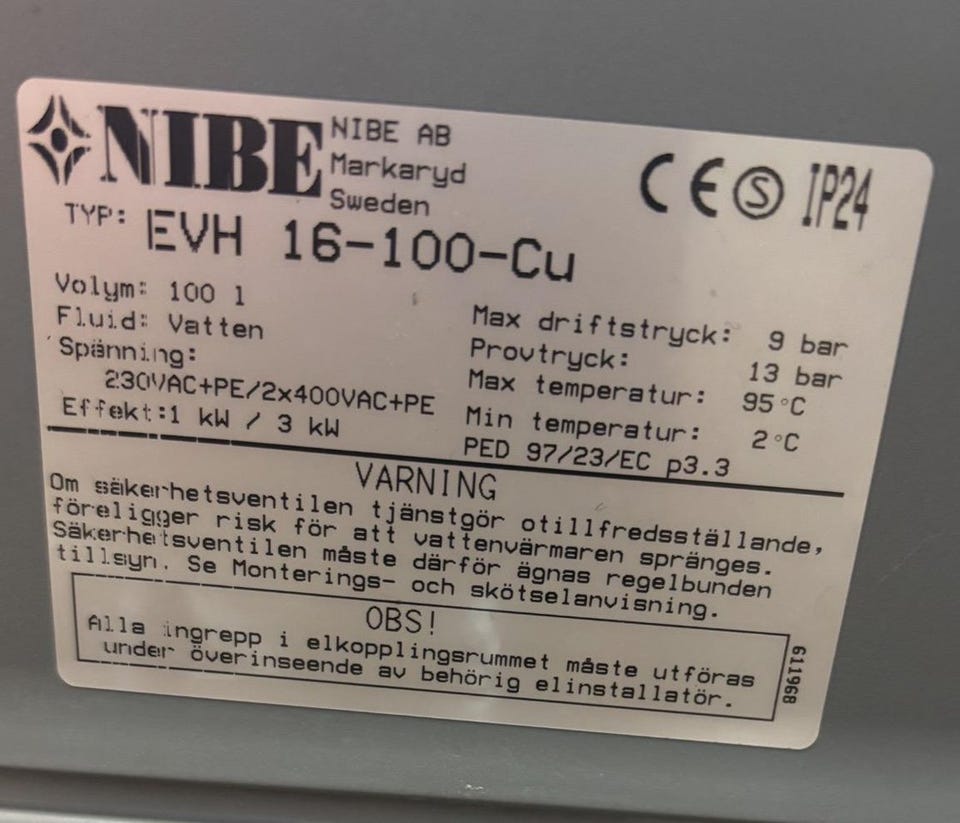 NIBE
NIBE AB
Markaryd
Sweden
CE S IP24
TYP: EVH 16-100-Cu
Volym: 100 l
Fluid: Vatten
Spänning:
230VAC+PE/2x400VAC+PE
Effekt:1 kW / 3 kW
Max driftstryck: 9 bar
Provtryck: 13 bar
Max temperatur: 95°C
Min temperatur: 2°C
PED 97/23/EC p3.3
VARNING
Om säkerhetsventilen tjänstgör otillfredsställande,
föreligger risk för att vattenvärmaren spränges.
Säkerhetsventilen måste därför ägnas regelbunden
tillsyn. Se Monterings- och skötselanvisning.
OBS!
Alla ingrepp i elkopplingsrummet måste utföras
under överinseende av behörig elinstallatör.
611968